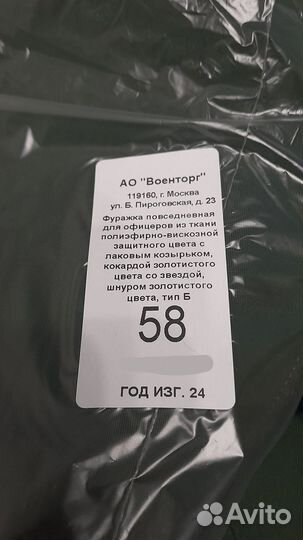 АО "Военторг"
119160, г. Москва
ул. Б. Пироговская, д. 23
Фуражка повседневная
для офицеров из ткани
полиэфирно-вискозной
защитного цвета с
лаковым козырьком,
кокардой золотистого
цвета со звездой,
шнуром золотистого
цвета, тип Б
58
ГОД ИЗГ. 24
Avito